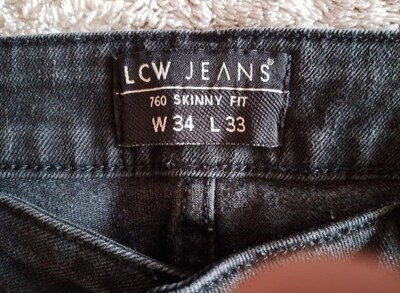 LCW JEANS®
760 SKINNY FIT
W 34 L 33